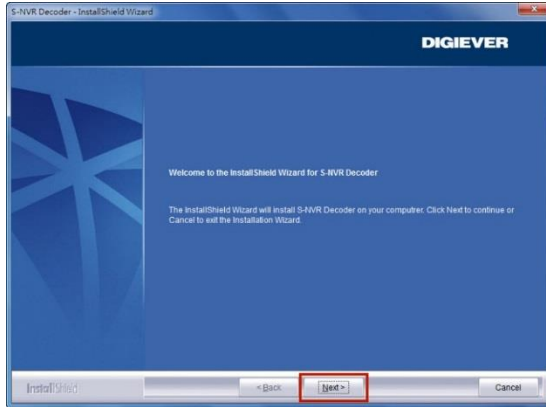 S-NVR Decoder - InstallShield Wizard
DIGIEVER
Welcome to the InstallShield Wizard for S-NVR Decoder
The InstallShield Wizard will install S-NVR Decoder on your computrer. Click Next to continue or
Cancel to exit the Installation Wizard.
InstallShield
< Back
Next >
Cancel